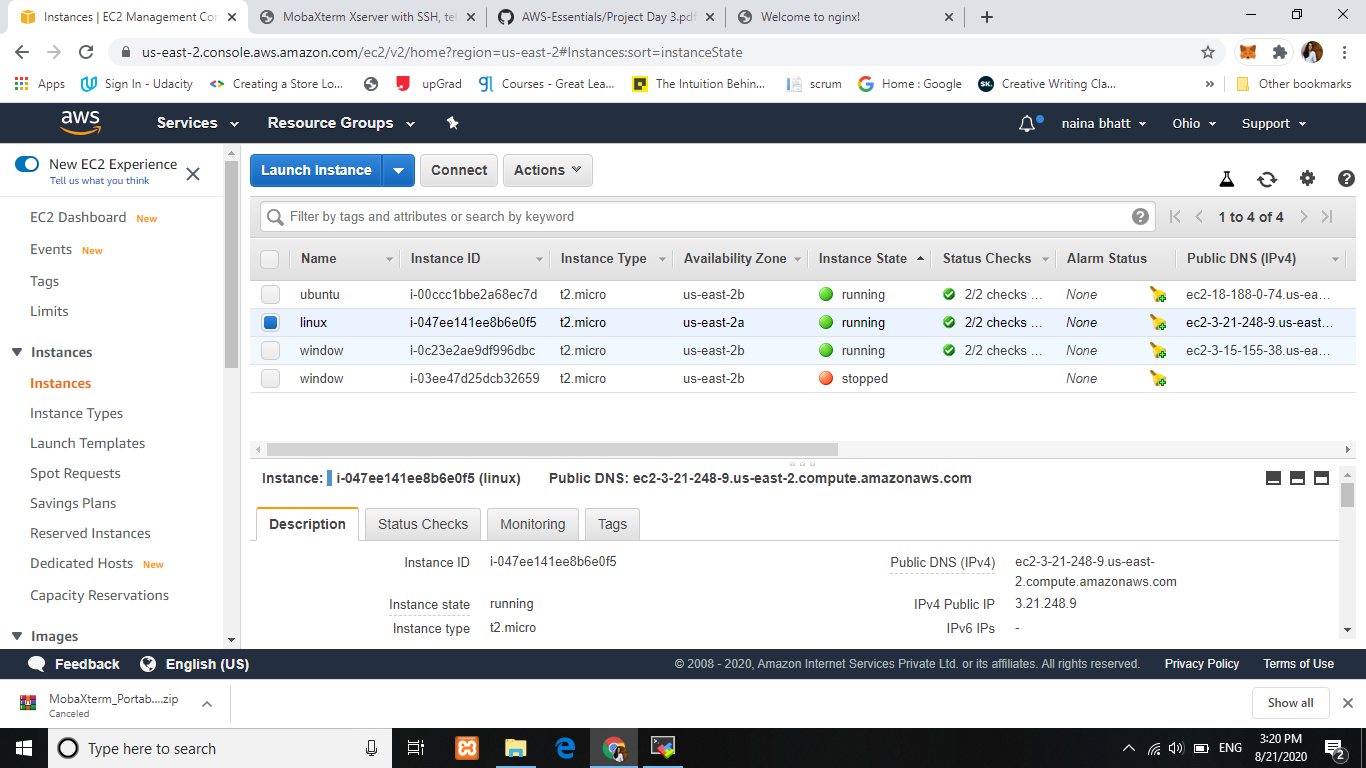 Instances | EC2 Management Con
MobaXterm Xserver with SSH, tel
AWS-Essentials/Project Day 3.pdf
Welcome to nginx!
us-east-2.console.aws.amazon.com/ec2/v2/home?region=us-east-2#Instances:sort=instanceState
Apps
Sign In - Udacity
Creating a Store Lo...
upGrad
Courses - Great Lea...
The Intuition Behin...
scrum
Home : Google
SK.
Creative Writing Cla...
»
Other bookmarks
aws
Services
Resource Groups
naina bhatt
Ohio
Support
New EC2 Experience
Tell us what you think
EC2 Dashboard New
Events New
Tags
Limits
Instances
Instances
Instance Types
Launch Templates
Spot Requests
Savings Plans
Reserved Instances
Dedicated Hosts New
Capacity Reservations
Images
Launch Instance
Connect
Actions
Filter by tags and attributes or search by keyword
1 to 4 of 4
Name Instance ID Instance Type Availability Zone Instance State Status Checks Alarm Status Public DNS (IPv4)
ubuntu i-00ccc1bbe2a68ec7d t2.micro us-east-2b running 2/2 checks ... None ec2-18-188-0-74.us-ea...
linux i-047ee141ee8b6e0f5 t2.micro us-east-2a running 2/2 checks ... None ec2-3-21-248-9.us-east...
window i-0c23e2ae9df996dbc t2.micro us-east-2b running 2/2 checks ... None ec2-3-15-155-38.us-ea...
window i-03ee47d25dcb32659 t2.micro us-east-2b stopped None
Instance: i-047ee141ee8b6e0f5 (linux) Public DNS: ec2-3-21-248-9.us-east-2.compute.amazonaws.com
Description
Status Checks
Monitoring
Tags
Instance ID i-047ee141ee8b6e0f5
Instance state running
Instance type t2.micro
Public DNS (IPv4) ec2-3-21-248-9.us-east-
2.compute.amazonaws.com
IPv4 Public IP 3.21.248.9
IPv6 IPs -
Feedback
English (US)
© 2008 - 2020, Amazon Internet Services Private Ltd. or its affiliates. All rights reserved.
Privacy Policy
Terms of Use
MobaXterm_Portab....zip
Canceled
Show all
Type here to search
ENG
3:20 PM
8/21/2020
2